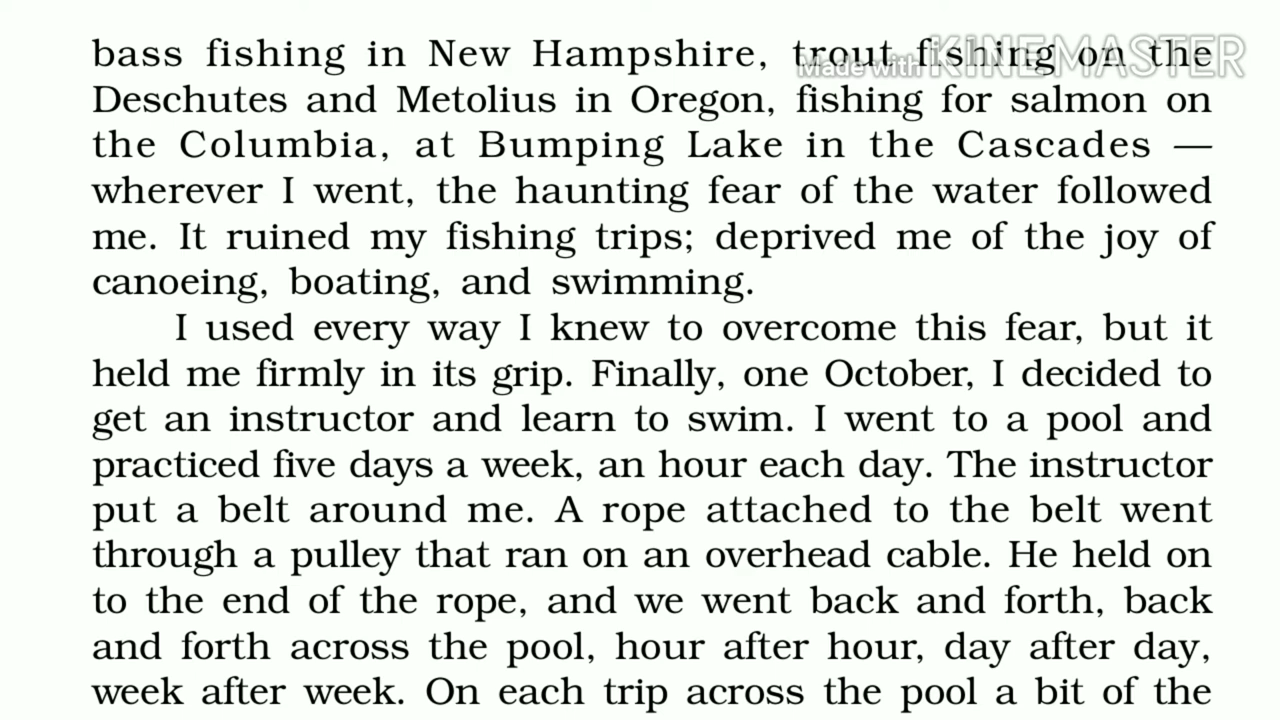 bass fishing in New Hampshire, trout fishing on the
Made with KINEMASTER
Deschutes and Metolius in Oregon, fishing for salmon on
the Columbia, at Bumping Lake in the Cascades —
wherever I went, the haunting fear of the water followed
me. It ruined my fishing trips; deprived me of the joy of
canoeing, boating, and swimming.
I used every way I knew to overcome this fear, but it
held me firmly in its grip. Finally, one October, I decided to
get an instructor and learn to swim. I went to a pool and
practiced five days a week, an hour each day. The instructor
put a belt around me. A rope attached to the belt went
through a pulley that ran on an overhead cable. He held on
to the end of the rope, and we went back and forth, back
and forth across the pool, hour after hour, day after day,
week after week. On each trip across the pool a bit of the